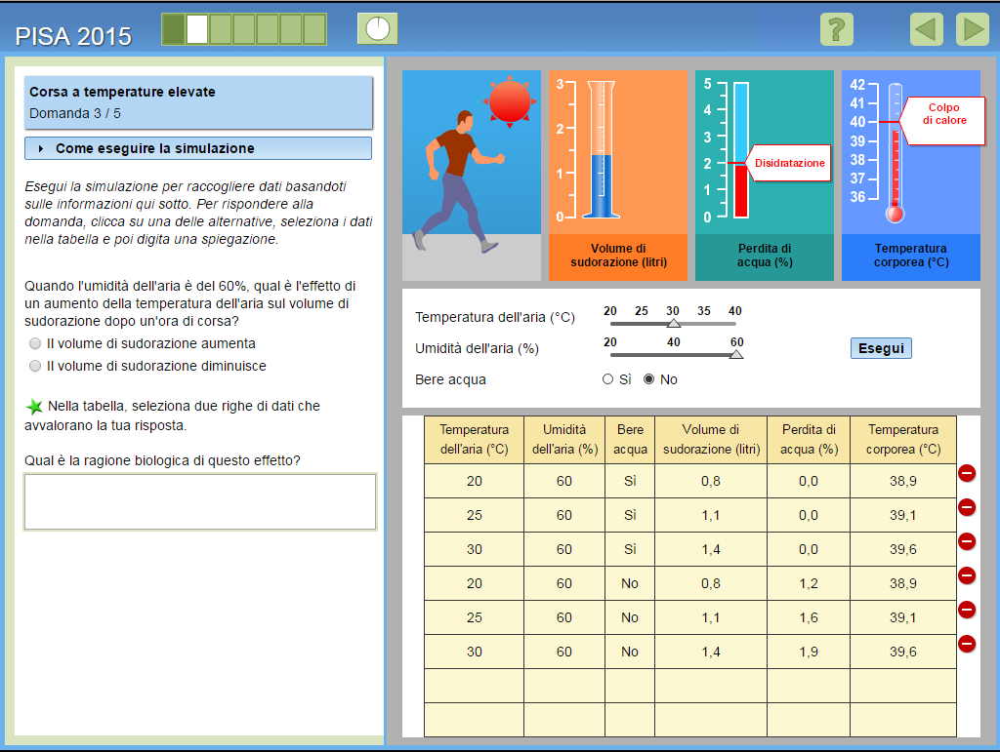 PISA 2015
?
Corsa a temperature elevate
Domanda 3 / 5
Come eseguire la simulazione
Esegui la simulazione per raccogliere dati basandoti
sulle informazioni qui sotto. Per rispondere alla
domanda, clicca su una delle alternative, seleziona i dati
nella tabella e poi digita una spiegazione.
Quando l'umidità dell'aria è del 60%, qual è l'effetto di
un aumento della temperatura dell'aria sul volume di
sudorazione dopo un'ora di corsa?
Il volume di sudorazione aumenta
Il volume di sudorazione diminuisce
Nella tabella, seleziona due righe di dati che
avvalorano la tua risposta.
Qual è la ragione biologica di questo effetto?
3
2
1
0
Volume di
sudorazione (litri)
5
4
3
2
1
0
Disidratazione
Perdita di
acqua (%)
42
41
40
39
38
37
36
Colpo
di calore
Temperatura
corporea (°C)
Temperatura dell'aria (°C) 20 25 30 35 40
Umidità dell'aria (%) 20 40 60
Esegui
Bere acqua Sì No
Temperatura Umidità Bere Volume di Perdita di Temperatura
dell'aria (°C) dell'aria (%) acqua sudorazione (litri) acqua (%) corporea (°C)
20 60 Sì 0,8 0,0 38,9
25 60 Sì 1,1 0,0 39,1
30 60 Sì 1,4 0,0 39,6
20 60 No 0,8 1,2 38,9
25 60 No 1,1 1,6 39,1
30 60 No 1,4 1,9 39,6